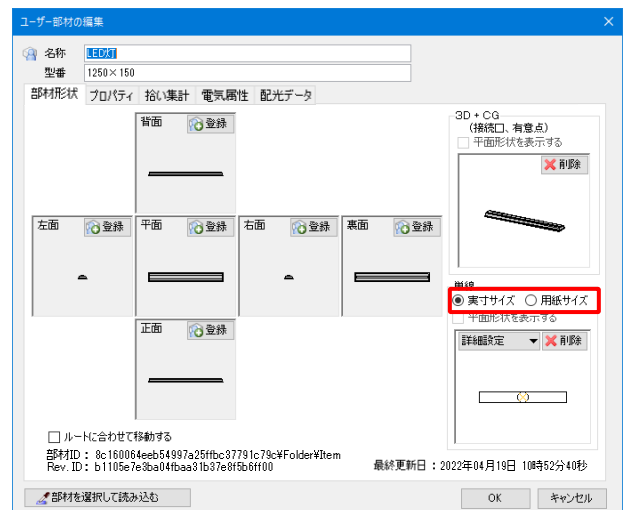 ユーザー部材の編集
名称 LED灯
型番 1250×150
部材形状 プロパティ 拾い集計 電気属性 配光データ
背面 登録
3D + CG
(接続口、有意点)
平面形状を表示する
削除
左面 登録 平面 登録 右面 登録 裏面 登録
単線
実寸サイズ 用紙サイズ
平面形状を表示する
正面 登録
詳細設定 削除
ルートに合わせて移動する
部材ID : 8c160064eeb54997a25ffbc37791c79c¥Folder¥Item
Rev. ID : b1105e7e3ba04fbaa31b37e8f5b6ff00 最終更新日 : 2022年04月19日 10時52分40秒
部材を選択して読み込む OK キャンセル